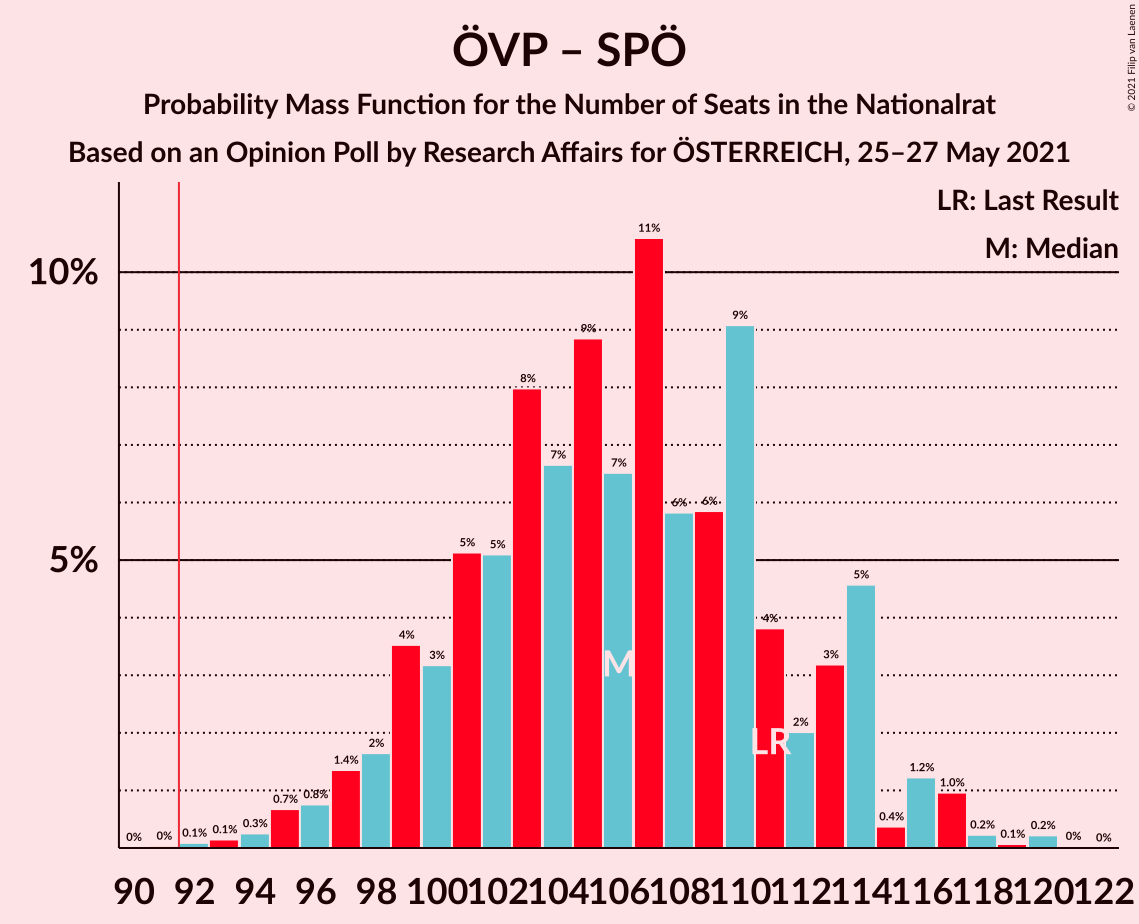 ÖVP – SPÖ
Probability Mass Function for the Number of Seats in the Nationalrat
Based on an Opinion Poll by Research Affairs for ÖSTERREICH, 25–27 May 2021
© 2021 Filip van Laenen
LR: Last Result
M: Median
10%
5%
0% 0% 0.1% 0.1% 0.3% 0.7% 0.8% 1.4% 2% 4% 3% 5% 5% 8% 7% 9% 7% 11% 6% 6% 9% 4% 2% 3% 5% 0.4% 1.2% 1.0% 0.2% 0.1% 0.2% 0% 0%
M
LR
90 92 94 96 98 100 102 104 106 108 110 112 114 116 118 120 122